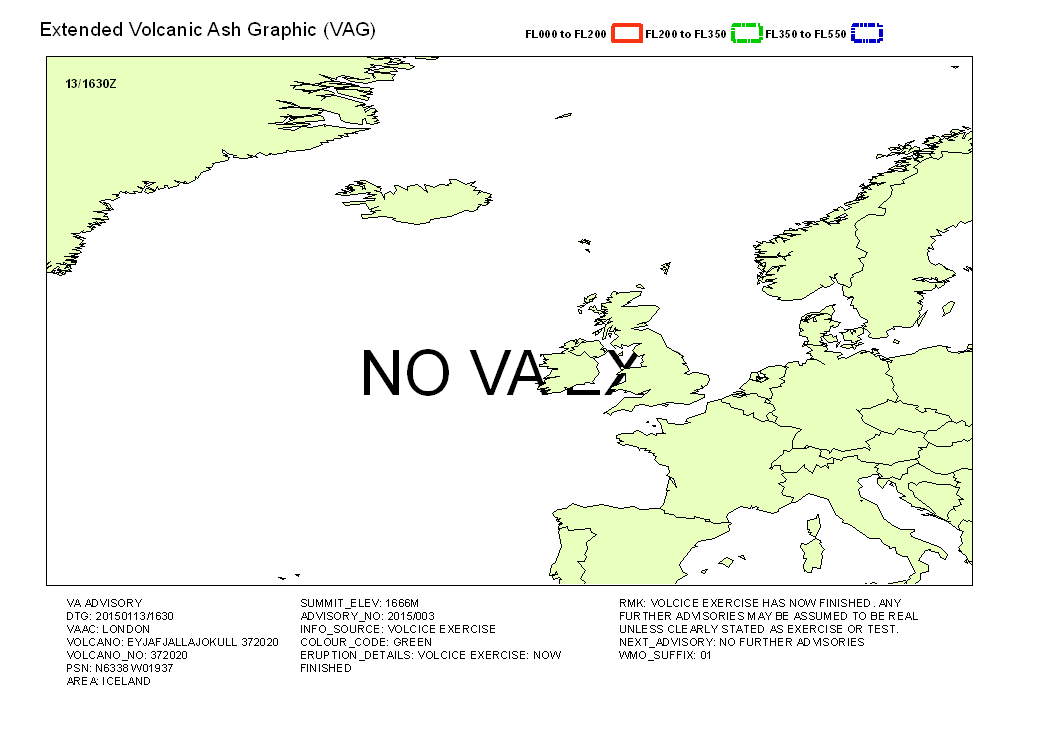 Extended Volcanic Ash Graphic (VAG)
FL000 to FL200 FL200 to FL350 FL350 to FL550
13/1630Z
NO VA EX
VA ADVISORY
DTG: 20150113/1630
VAAC: LONDON
VOLCANO: EYJAFJALLAJOKULL 372020
VOLCANO_NO: 372020
PSN: N6338 W01937
AREA: ICELAND
SUMMIT_ELEV: 1666M
ADVISORY_NO: 2015/003
INFO_SOURCE: VOLCICE EXERCISE
COLOUR_CODE: GREEN
ERUPTION_DETAILS: VOLCICE EXERCISE: NOW
FINISHED
RMK: VOLCICE EXERCISE HAS NOW FINISHED. ANY
FURTHER ADVISORIES MAY BE ASSUMED TO BE REAL
UNLESS CLEARLY STATED AS EXERCISE OR TEST.
NEXT_ADVISORY: NO FURTHER ADVISORIES
WMO_SUFFIX: 01